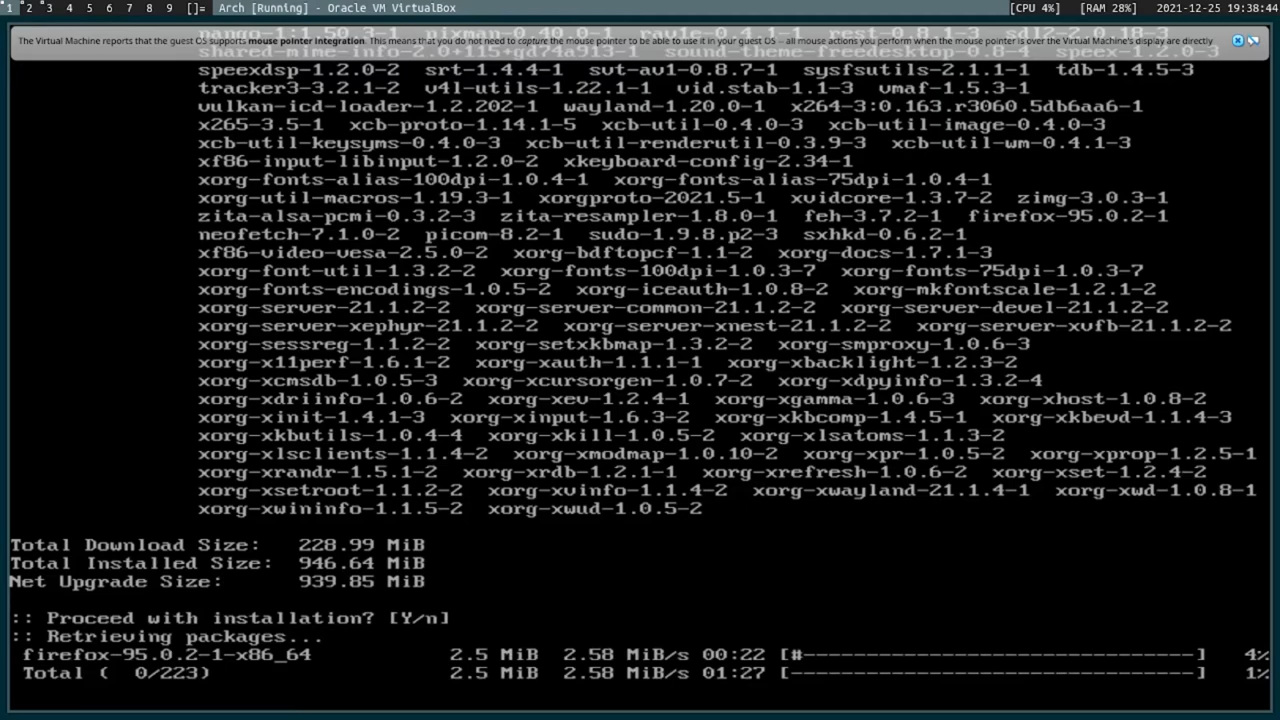 1 2 3 4 5 6 7 8 9 []= Arch [Running] - Oracle VM VirtualBox [CPU 4%] [RAM 28%] 2021-12-25 19:38:44
The Virtual Machine reports that the guest OS supports mouse pointer integration. This means that you do not need to capture the mouse pointer to be able to use it in your guest OS -- all mouse actions you perform when the mouse pointer is over the Virtual Machine's display are directly
speexdsp-1.2.0-2 srt-1.4.4-1 svt-av1-0.8.7-1 sysfsutils-2.1.1-1 tdb-1.4.5-3
tracker3-3.2.1-2 v4l-utils-1.22.1-1 vid.stab-1.1-3 vmaf-1.5.3-1
vulkan-icd-loader-1.2.202-1 wayland-1.20.0-1 x264-3:0.163.r3060.5db6aa6-1
x265-3.5-1 xcb-proto-1.14.1-5 xcb-util-0.4.0-3 xcb-util-image-0.4.0-3
xcb-util-keysyms-0.4.0-3 xcb-util-renderutil-0.3.9-3 xcb-util-wm-0.4.1-3
xf86-input-libinput-1.2.0-2 xkeyboard-config-2.34-1
xorg-fonts-alias-100dpi-1.0.4-1 xorg-fonts-alias-75dpi-1.0.4-1
xorg-util-macros-1.19.3-1 xorgproto-2021.5-1 xvidcore-1.3.7-2 zimg-3.0.3-1
zita-alsa-pcmi-0.3.2-3 zita-resampler-1.8.0-1 feh-3.7.2-1 firefox-95.0.2-1
neofetch-7.1.0-2 picom-8.2-1 sudo-1.9.8.p2-3 sxhkd-0.6.2-1
xf86-video-vesa-2.5.0-2 xorg-bdftopcf-1.1-2 xorg-docs-1.7.1-3
xorg-font-util-1.3.2-2 xorg-fonts-100dpi-1.0.3-7 xorg-fonts-75dpi-1.0.3-7
xorg-fonts-encodings-1.0.5-2 xorg-iceauth-1.0.8-2 xorg-mkfontscale-1.2.1-2
xorg-server-21.1.2-2 xorg-server-common-21.1.2-2 xorg-server-devel-21.1.2-2
xorg-server-xephyr-21.1.2-2 xorg-server-xnest-21.1.2-2 xorg-server-xvfb-21.1.2-2
xorg-sessreg-1.1.2-2 xorg-setxkbmap-1.3.2-2 xorg-smproxy-1.0.6-3
xorg-x11perf-1.6.1-2 xorg-xauth-1.1.1-1 xorg-xbacklight-1.2.3-2
xorg-xcmsdb-1.0.5-3 xorg-xcursorgen-1.0.7-2 xorg-xdpyinfo-1.3.2-4
xorg-xdriinfo-1.0.6-2 xorg-xev-1.2.4-1 xorg-xgamma-1.0.6-3 xorg-xhost-1.0.8-2
xorg-xinit-1.4.1-3 xorg-xinput-1.6.3-2 xorg-xkbcomp-1.4.5-1 xorg-xkbevd-1.1.4-3
xorg-xkbutils-1.0.4-4 xorg-xkill-1.0.5-2 xorg-xlsatoms-1.1.3-2
xorg-xlsclients-1.1.4-2 xorg-xmodmap-1.0.10-2 xorg-xpr-1.0.5-2 xorg-xprop-1.2.5-1
xorg-xrandr-1.5.1-2 xorg-xrdb-1.2.1-1 xorg-xrefresh-1.0.6-2 xorg-xset-1.2.4-2
xorg-xsetroot-1.1.2-2 xorg-xvinfo-1.1.4-2 xorg-xwayland-21.1.4-1 xorg-xwd-1.0.8-1
xorg-xwininfo-1.1.5-2 xorg-xwud-1.0.5-2
Total Download Size: 228.99 MiB
Total Installed Size: 946.64 MiB
Net Upgrade Size: 939.85 MiB
:: Proceed with installation? [Y/n]
:: Retrieving packages...
firefox-95.0.2-1-x86_64 2.5 MiB 2.58 MiB/s 00:22 [#--------------------------------] 4%
Total ( 0/223) 2.5 MiB 2.58 MiB/s 01:27 [---------------------------------] 1%